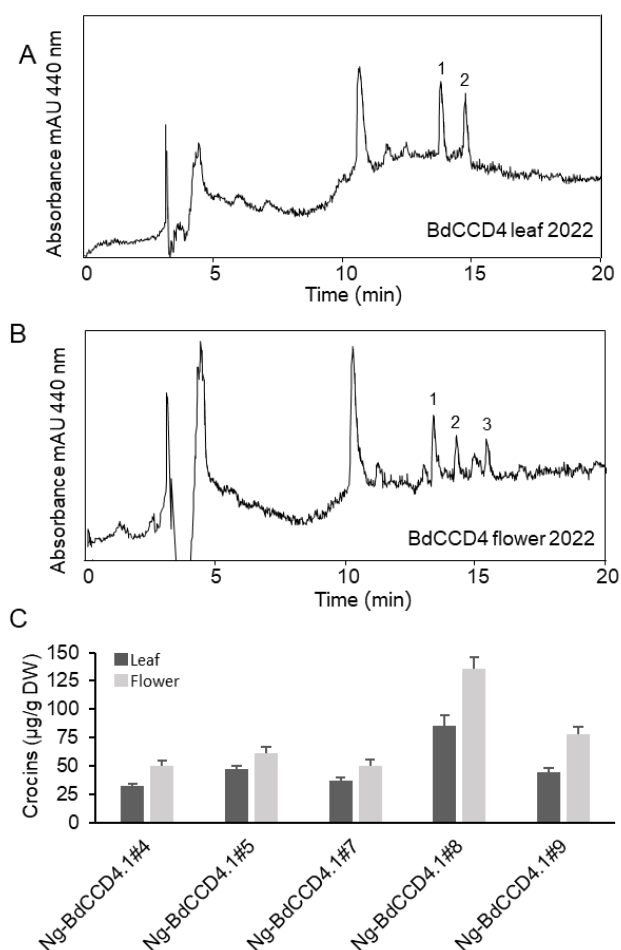 A
Absorbance mAU 440 nm
1
2
BdCCD4 leaf 2022
0 5 10 15 20
Time (min)
B
Absorbance mAU 440 nm
1
2
3
BdCCD4 flower 2022
0 5 10 15 20
Time (min)
C
Crocins (µg/g DW)
150
125
100
75
50
25
0
Leaf
Flower
Ng-BdCCD4.1#4
Ng-BdCCD4.1#5
Ng-BdCCD4.1#7
Ng-BdCCD4.1#8
Ng-BdCCD4.1#9